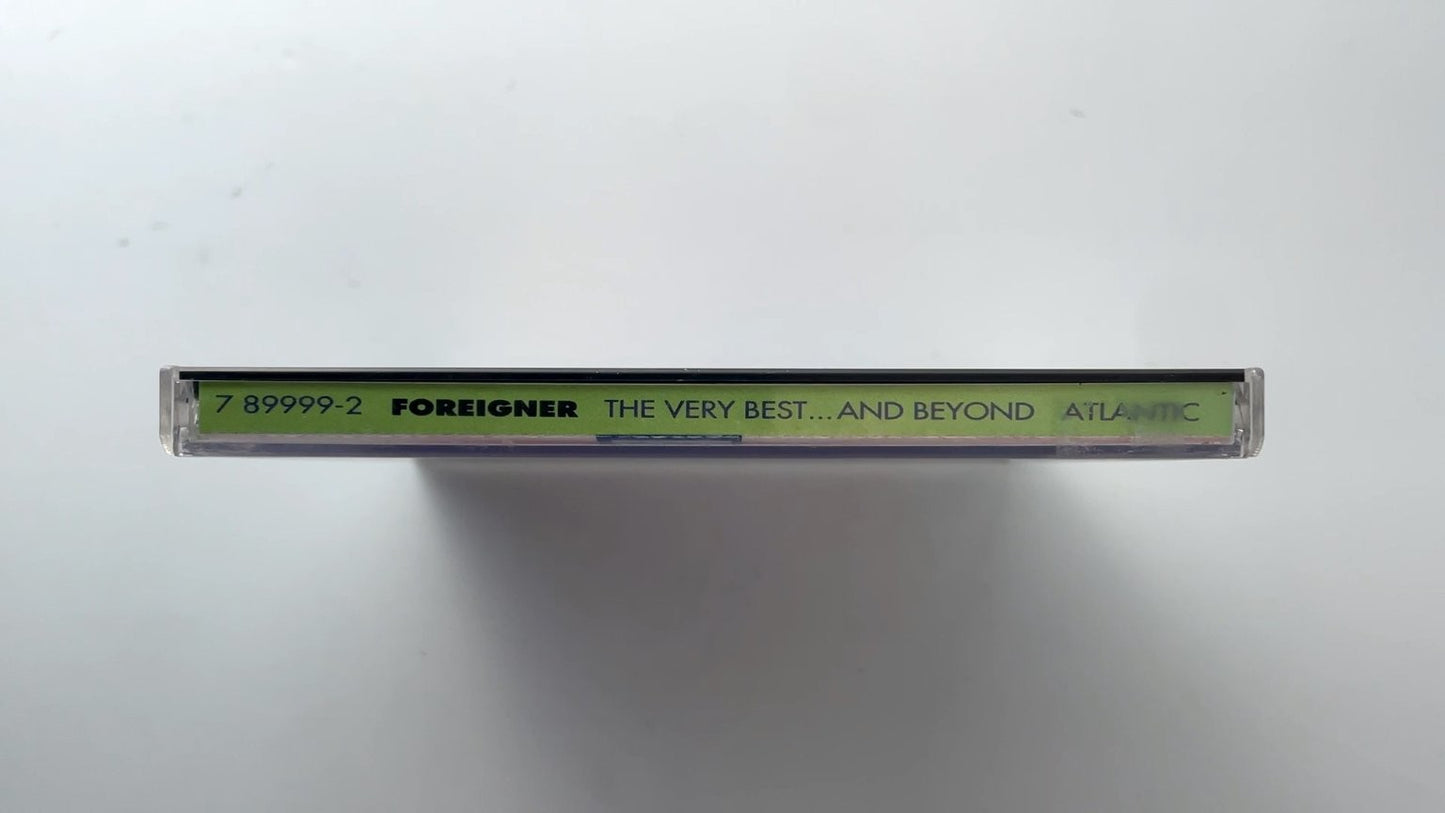 7 89999-2 FOREIGNER THE VERY BEST...AND BEYOND ATLANTIC